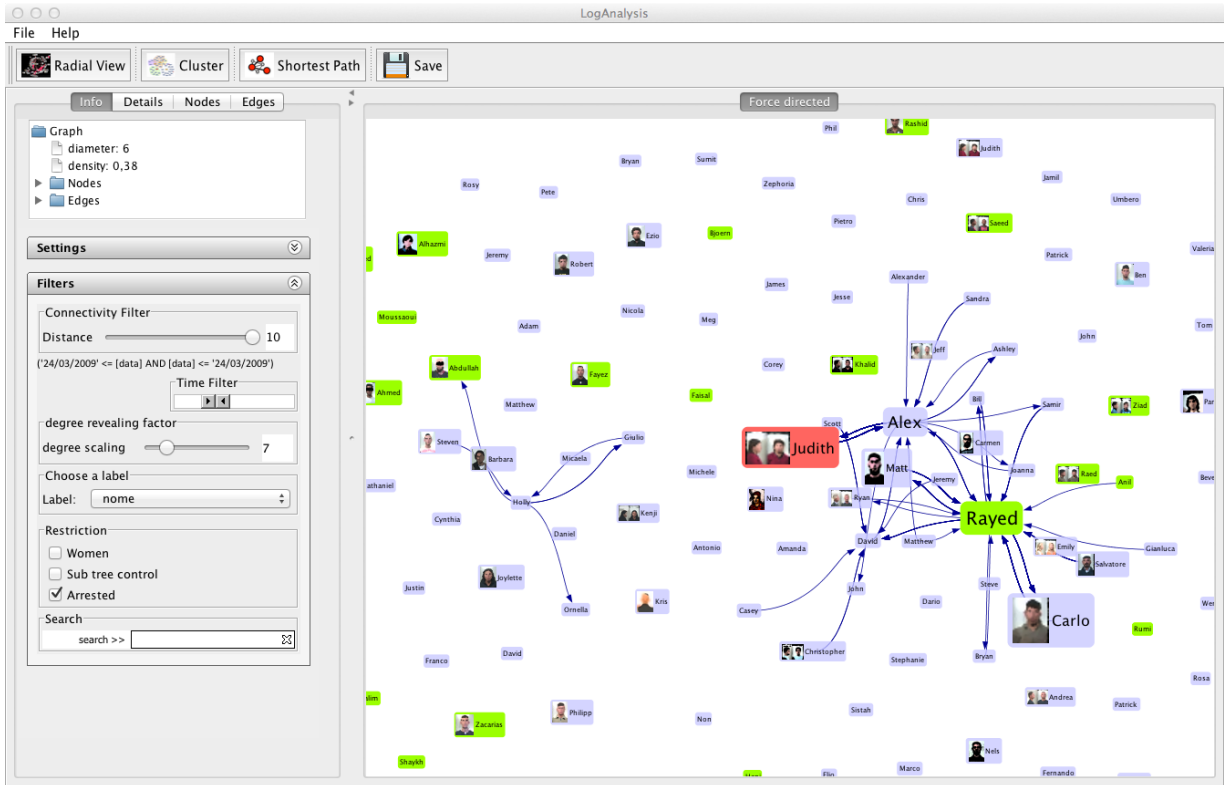 LogAnalysis
File Help
Radial View Cluster Shortest Path Save
Info Details Nodes Edges
Graph
diameter: 6
density: 0,38
Nodes
Edges
Settings
Filters
Connectivity Filter
Distance 10
('24/03/2009' <= [data] AND [data] <= '24/03/2009')
Time Filter
degree revealing factor
degree scaling 7
Choose a label
Label: nome
Restriction
Women
Sub tree control
Arrested
Search
search >>
Force directed
Phil Rashid
Judith
Bryan Sumit
Rosy Pete Zephoria Jamil
Chris Umbero
Pietro Saeed
Alhazmi Ezio Bjoern
Jeremy Robert Patrick Valeria
James Alexander Ben
Jesse Sandra
Moussaoui Adam Nicola Meg Tom
John
Jeff Ashley
Abdullah Fayez Corey Khalid
Ahmed Matthew Faisal Bill Samir Ziad
Steven Giulio Judith Scott Alex Carmen
Barbara Micaela Matt Joanna
Michele Jeremy Raed Anil Beve
athaniel Holly Nina Ryan
Cynthia Kenji Rayed
Daniel Antonio Amanda David Matthew Emily Gianluca
Joylette Salvatore
Justin John Steve
Ornella Kris Casey Dario Carlo
Rumi
Franco David Christopher Stephanie Bryan
Rosa
Andrea Patrick
Zacarias Philipp Non Sistah
Shaykh Nels
Marco Fernando